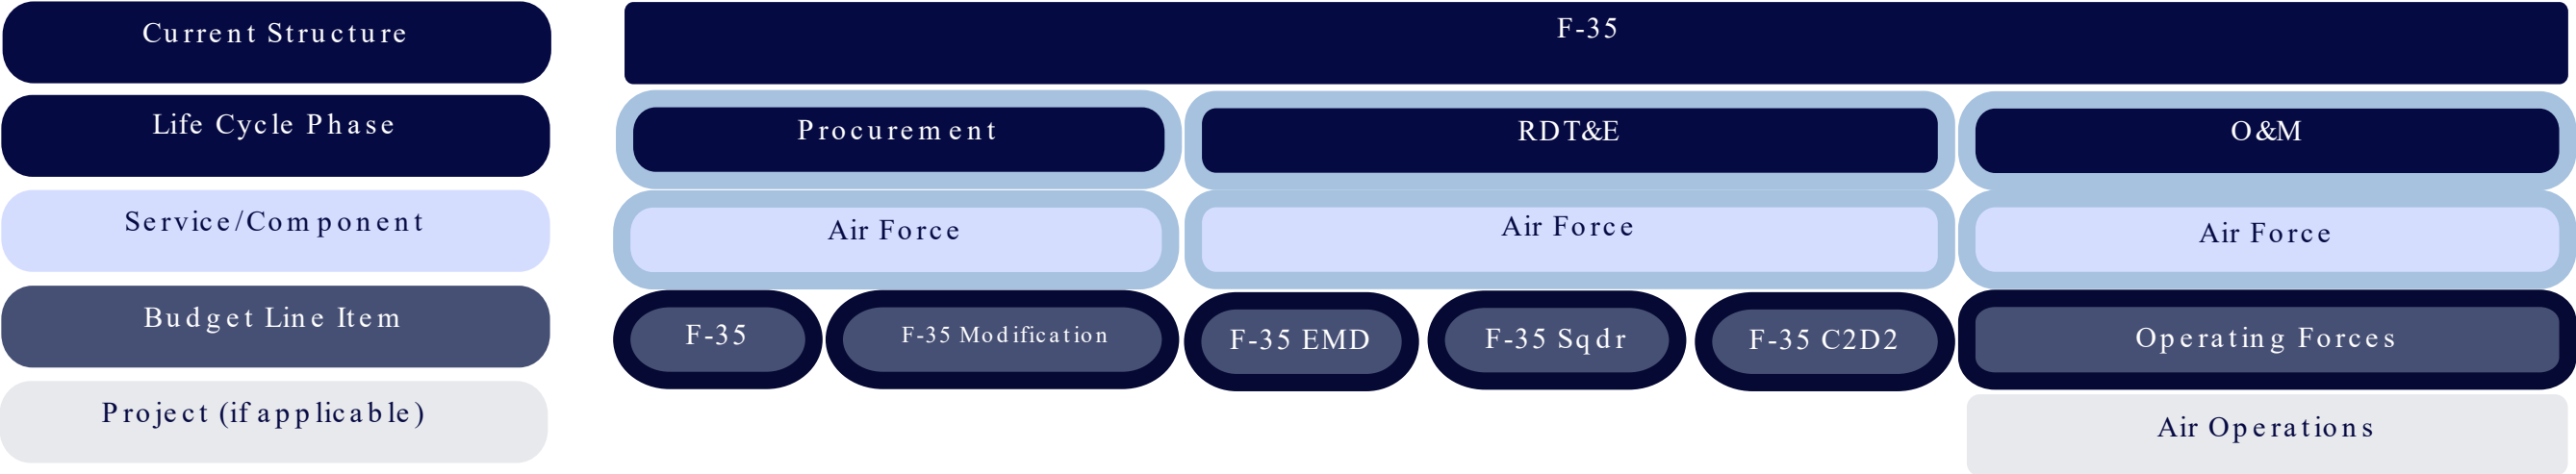 Current Structure
F-35
Life Cycle Phase
Procurement
RDT&E
O&M
Service/Component
Air Force
Air Force
Air Force
Budget Line Item
F-35
F-35 Modification
F-35 EMD
F-35 Sqdr
F-35 C2D2
Operating Forces
Project (if applicable)
Air Operations